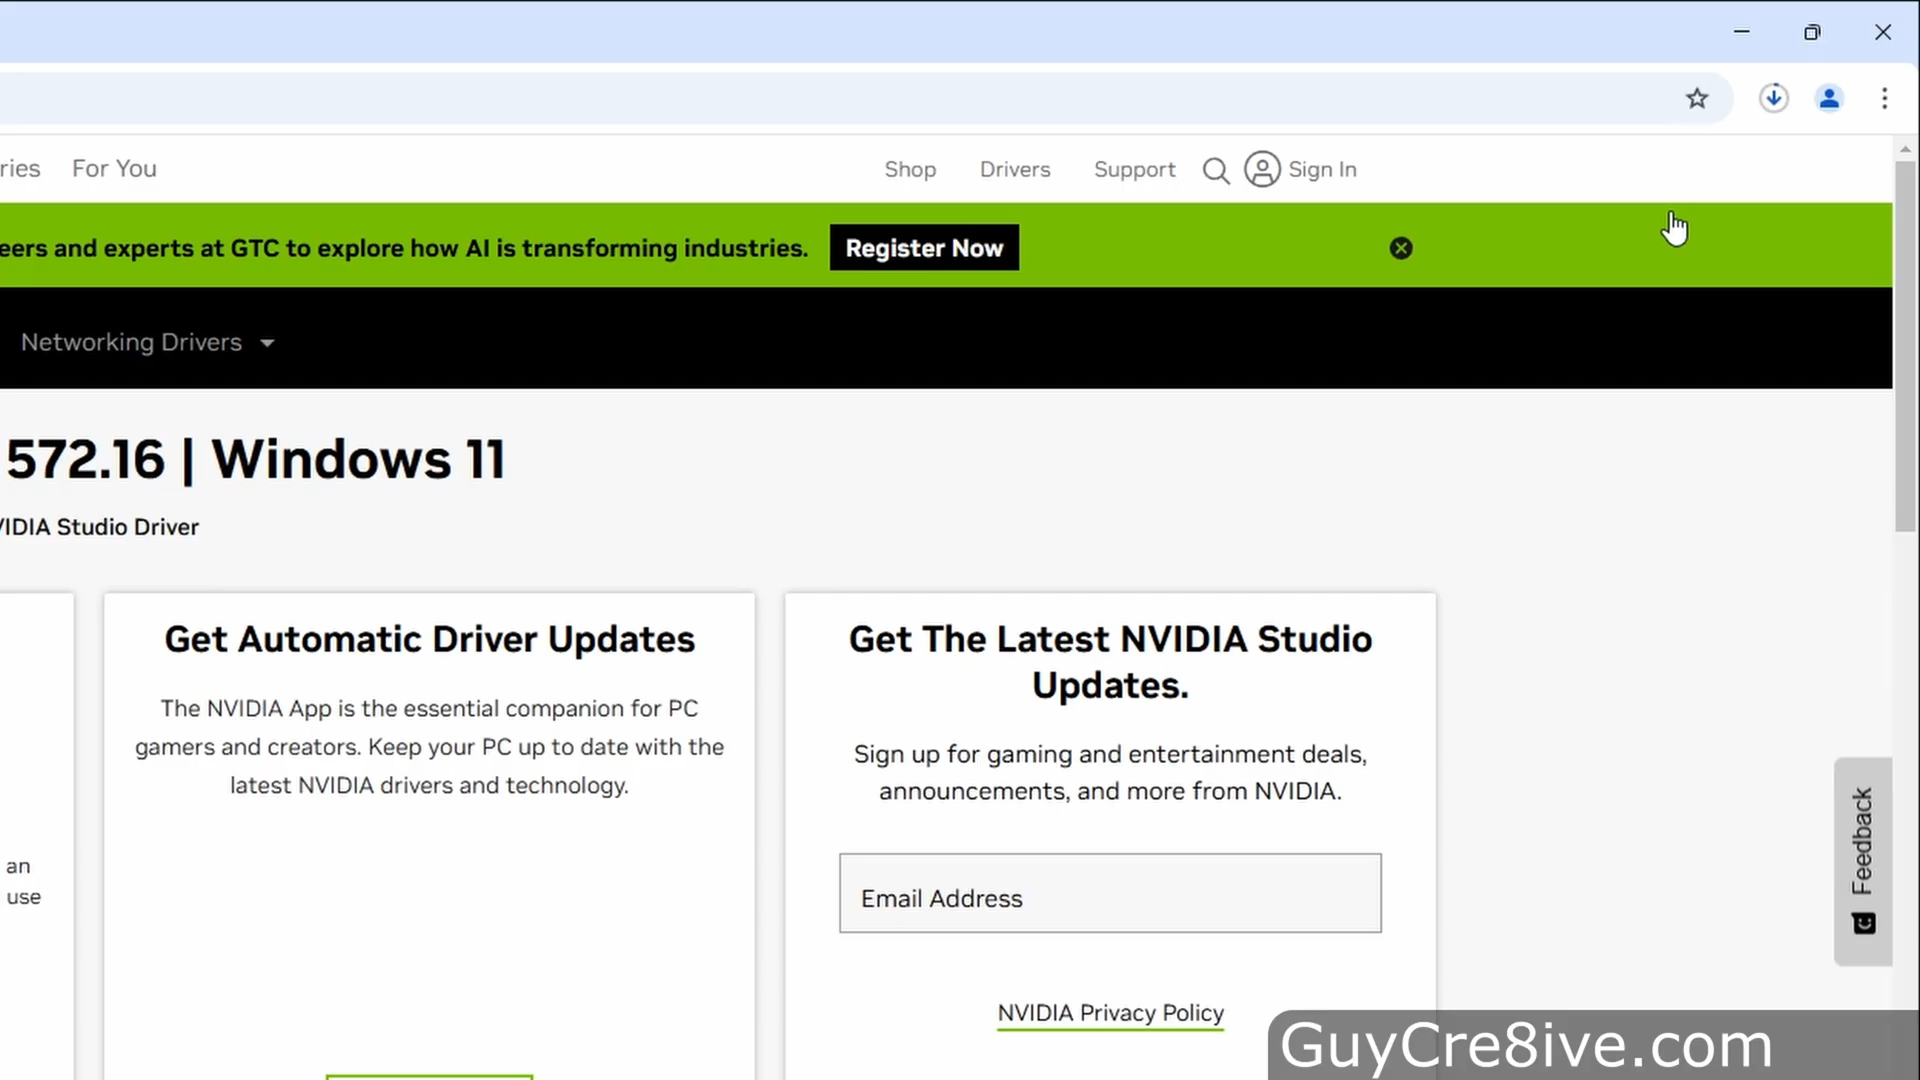 ries For You Shop Drivers Support Sign In
eers and experts at GTC to explore how AI is transforming industries. Register Now
Networking Drivers
572.16 | Windows 11
VIDIA Studio Driver
an
use
Get Automatic Driver Updates
The NVIDIA App is the essential companion for PC
gamers and creators. Keep your PC up to date with the
latest NVIDIA drivers and technology.
Get The Latest NVIDIA Studio
Updates.
Sign up for gaming and entertainment deals,
announcements, and more from NVIDIA.
Email Address
NVIDIA Privacy Policy
Feedback
GuyCre8ive.com